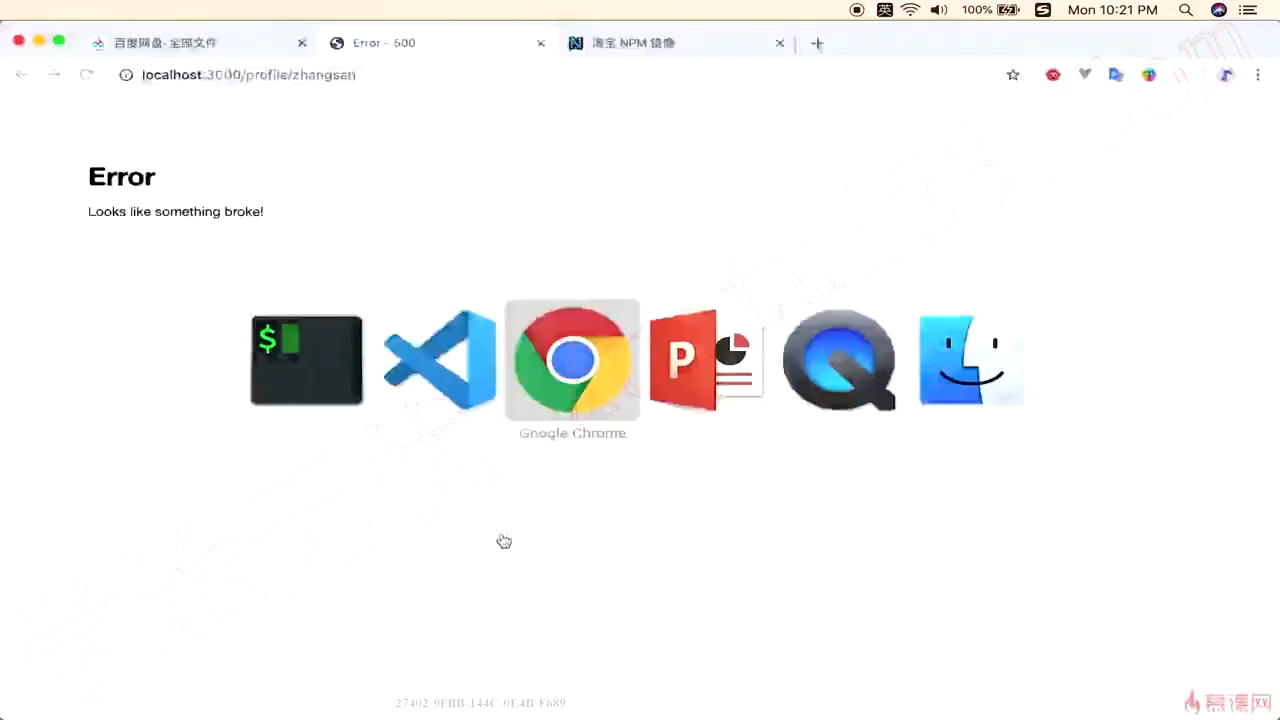 英 100% S Mon 10:21 PM
百度网盘-全部文件
Error - 500
淘宝 NPM 镜像
localhost:3000/profile/zhangsan
Error
Looks like something broke!
$
P
Google Chrome
27402-9FBB-144C-0E4B-F689
慕课网